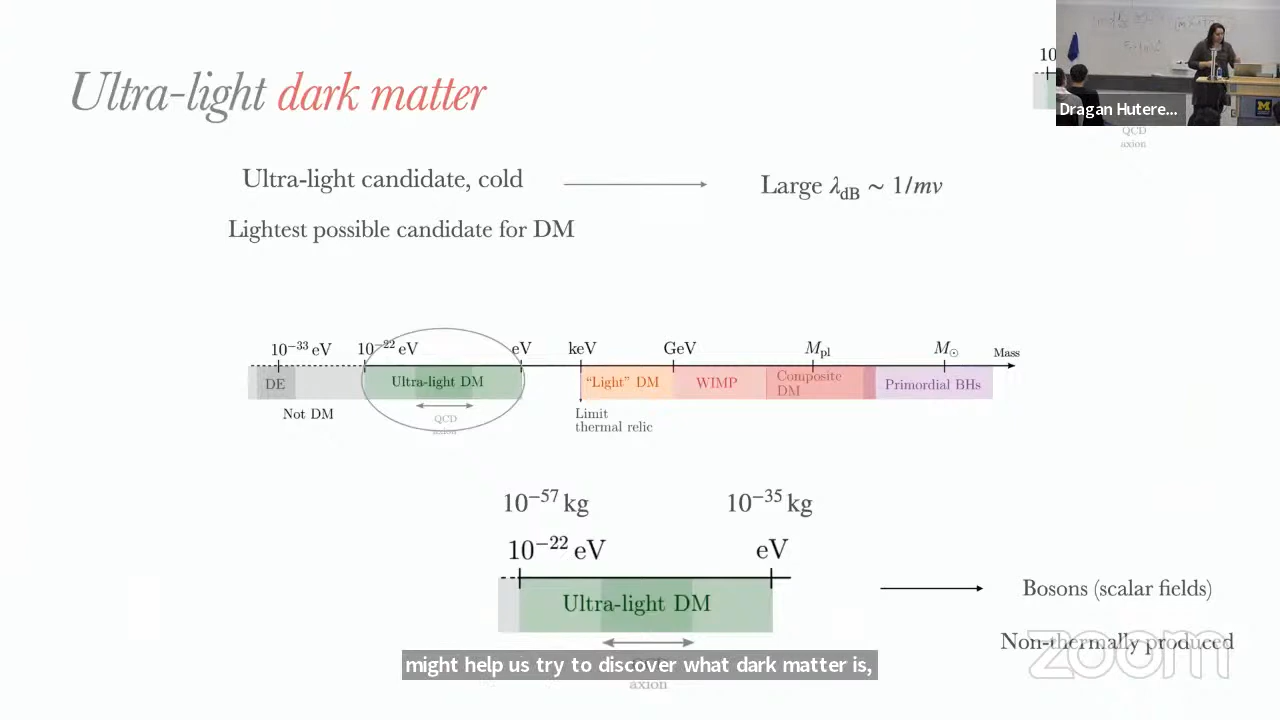 Ultra-light dark matter
10
Dragan Hutere...
QCD
axion
Ultra-light candidate, cold
Large λdB ∼ 1/mv
Lightest possible candidate for DM
10⁻³³ eV 10⁻²² eV eV keV GeV Mpl M⊙ Mass
DE Ultra-light DM "Light" DM WIMP Composite DM Primordial BHs
Not DM
QCD
axion
Limit
thermal relic
10⁻⁵⁷ kg 10⁻³⁵ kg
10⁻²² eV eV
Ultra-light DM
Bosons (scalar fields)
Non-thermally produced
zoom
might help us try to discover what dark matter is,
axion